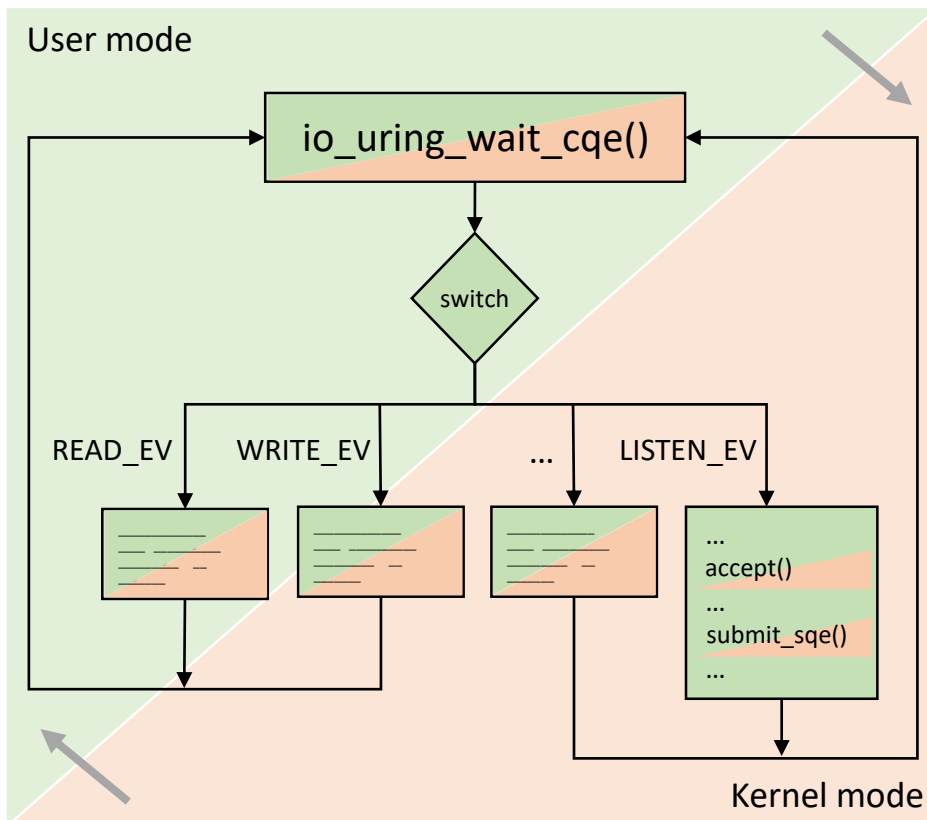 User mode
io_uring_wait_cqe()
switch
READ_EV
WRITE_EV
...
LISTEN_EV
...
accept()
...
submit_sqe()
...
Kernel mode